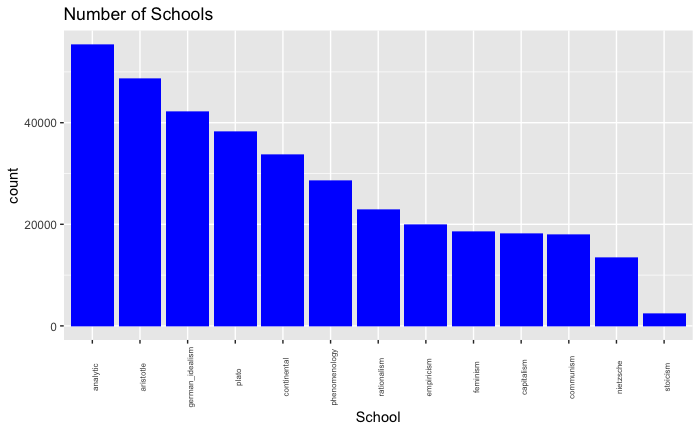 Number of Schools
count
40000
20000
0
analytic
aristotle
german_idealism
plato
continental
phenomenology
rationalism
empiricism
feminism
capitalism
communism
nietzsche
stoicism
School